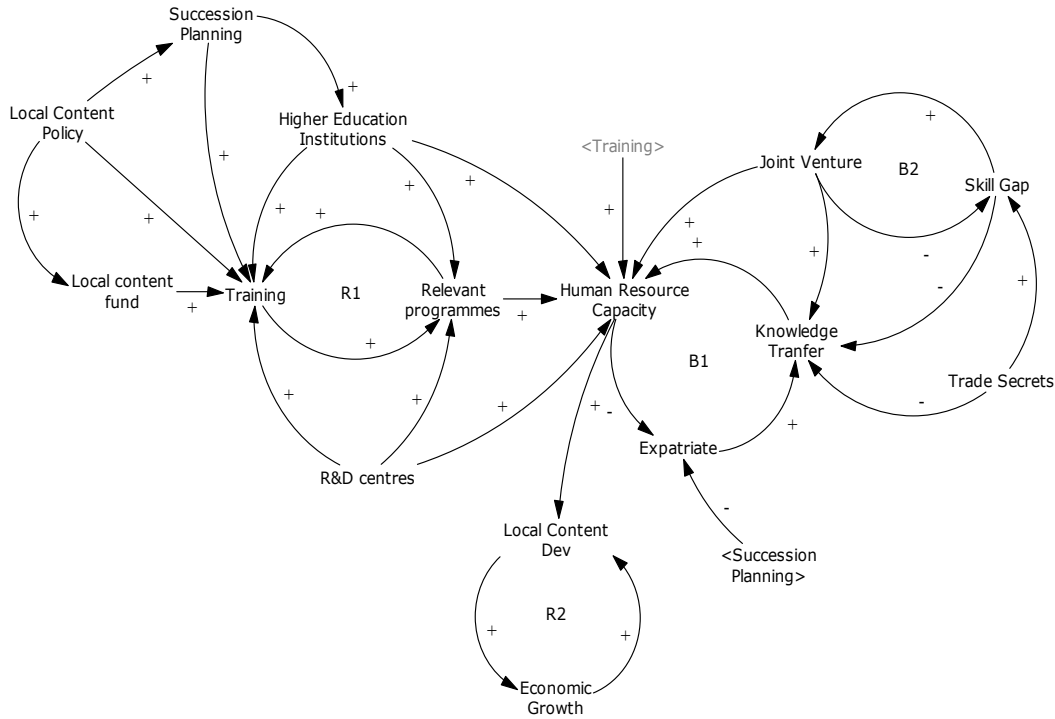 Succession
Planning
+
+
Local Content
Policy
Higher Education
Institutions
<Training>
+
Joint Venture
B2
Skill Gap
+
+
+
+
+
+
+
+
+
+
+
-
-
+
Local content
fund
+
Training
R1
Relevant
programmes
+
Human Resource
Capacity
Knowledge
Tranfer
+
B1
Trade Secrets
+
+
+
+
-
-
+
R&D centres
Expatriate
-
Local Content
Dev
<Succession
Planning>
R2
+
+
Economic
Growth